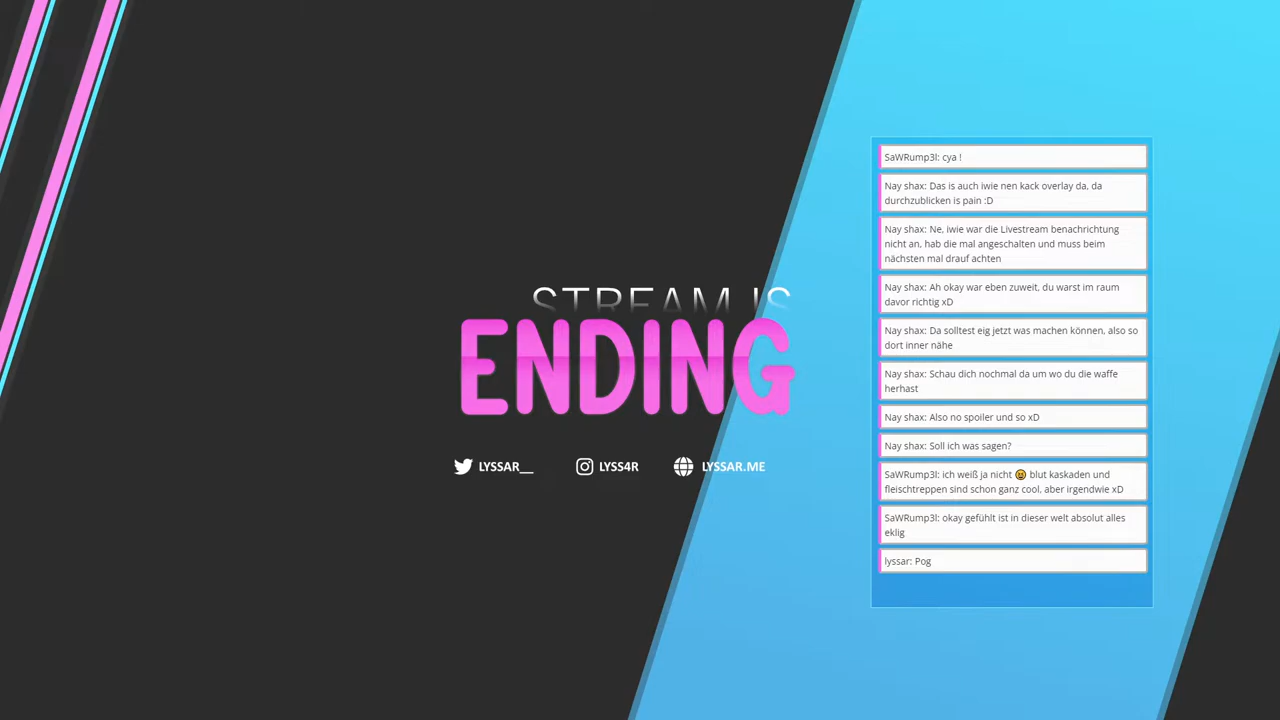 STREAM IS
ENDING
LYSSAR__
LYSS4R
LYSSAR.ME
SaWRump3l: cya !
Nay shax: Das is auch iwie nen kack overlay da, da
durchzublicken is pain :D
Nay shax: Ne, iwie war die Livestream benachrichtung
nicht an, hab die mal angeschalten und muss beim
nächsten mal drauf achten
Nay shax: Ah okay war eben zuweit, du warst im raum
davor richtig xD
Nay shax: Da solltest eig jetzt was machen können, also so
dort inner nähe
Nay shax: Schau dich nochmal da um wo du die waffe
herhast
Nay shax: Also no spoiler und so xD
Nay shax: Soll ich was sagen?
SaWRump3l: ich weiß ja nicht 😄 blut kaskaden und
fleischtreppen sind schon ganz cool, aber irgendwie xD
SaWRump3l: okay gefühlt ist in dieser welt absolut alles
eklig
lyssar: Pog